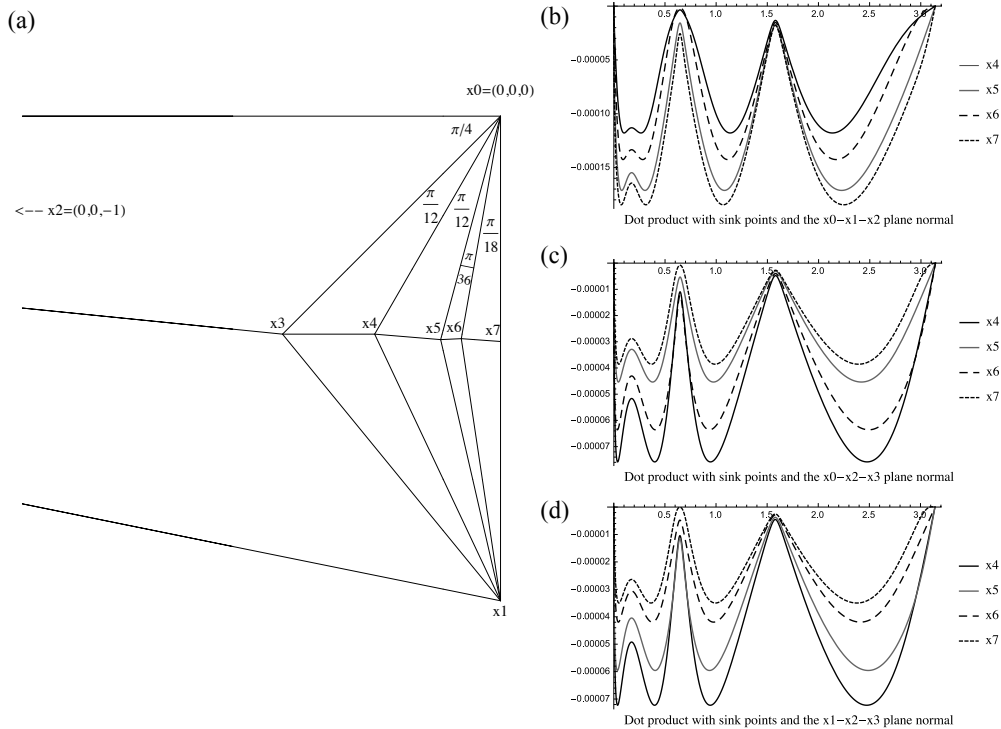 (a)
x0=(0,0,0)
π/4
<-- x2=(0,0,-1)
π
12
π
12
π
18
π
36
x3
x4
x5
x6
x7
x1
(b)
0.5 1.0 1.5 2.0 2.5 3.0
-0.00005
-0.00010
-0.00015
x4
x5
x6
x7
Dot product with sink points and the x0-x1-x2 plane normal
(c)
0.5 1.0 1.5 2.0 2.5 3.0
-0.00001
-0.00002
-0.00003
-0.00004
-0.00005
-0.00006
-0.00007
x4
x5
x6
x7
Dot product with sink points and the x0-x2-x3 plane normal
(d)
0.5 1.0 1.5 2.0 2.5 3.0
-0.00001
-0.00002
-0.00003
-0.00004
-0.00005
-0.00006
-0.00007
x4
x5
x6
x7
Dot product with sink points and the x1-x2-x3 plane normal